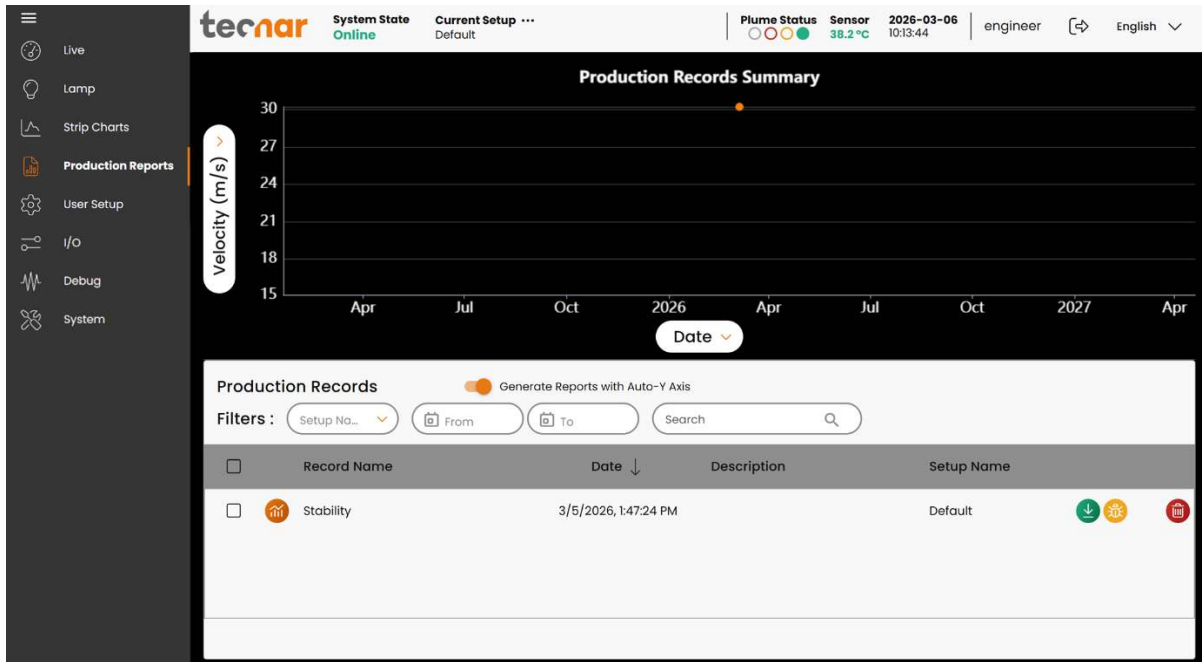 tecnar
System State
Online
Current Setup ...
Default
Plume Status
Sensor
38.2 °C
2026-03-06
10:13:44
engineer
English
Live
Lamp
Strip Charts
Production Reports
User Setup
I/O
Debug
System
Production Records Summary
Velocity (m/s)
30
27
24
21
18
15
Apr Jul Oct 2026 Apr Jul Oct 2027 Apr
Date
Production Records
Generate Reports with Auto-Y Axis
Filters : Setup Na... From To Search
Record Name Date ↓ Description Setup Name
Stability 3/5/2026, 1:47:24 PM Default